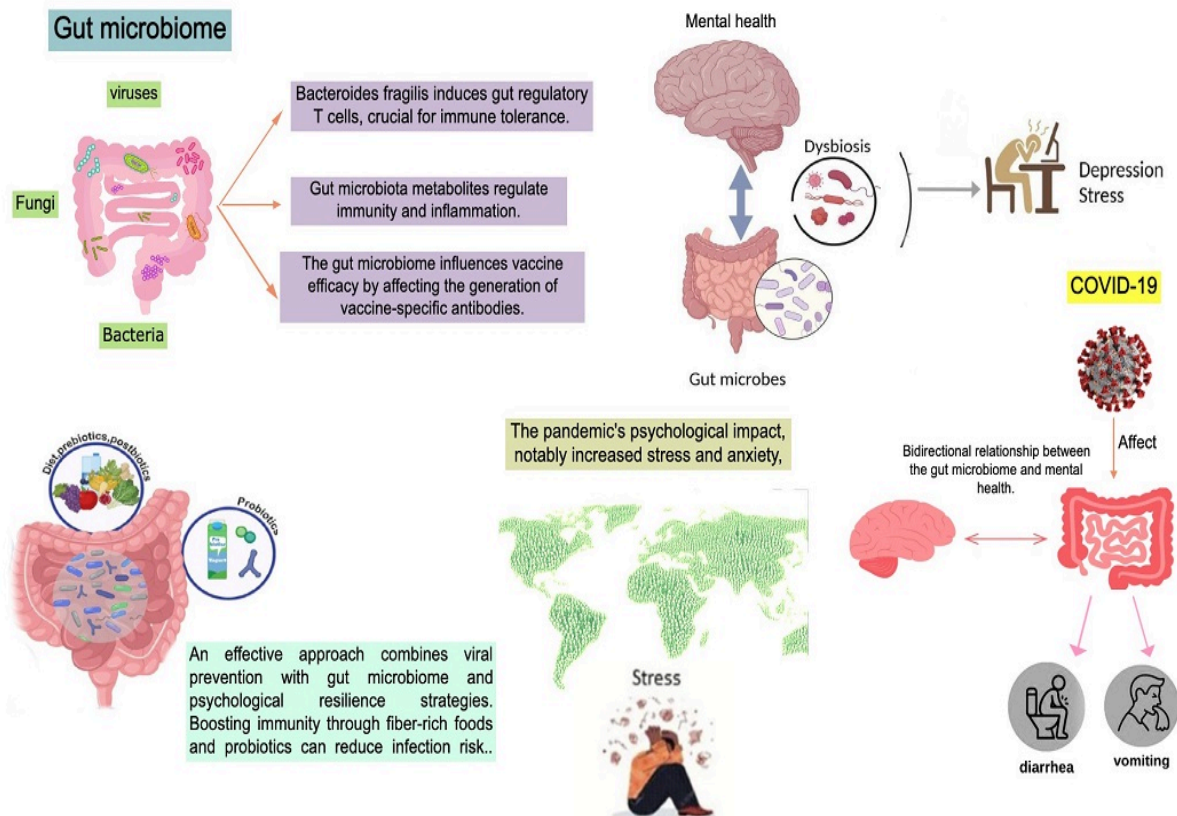 Gut microbiome
viruses
Fungi
Bacteria
Bacteroides fragilis induces gut regulatory
T cells, crucial for immune tolerance.
Gut microbiota metabolites regulate
immunity and inflammation.
The gut microbiome influences vaccine
efficacy by affecting the generation of
vaccine-specific antibodies.
Mental health
Dysbiosis
Gut microbes
Depression
Stress
COVID-19
Affect
Bidirectional relationship between
the gut microbiome and mental
health.
diarrhea
vomiting
The pandemic's psychological impact,
notably increased stress and anxiety,
Stress
Diet,prebiotics,postbiotics
Probiotics
An effective approach combines viral
prevention with gut microbiome and
psychological resilience strategies.
Boosting immunity through fiber-rich foods
and probiotics can reduce infection risk..